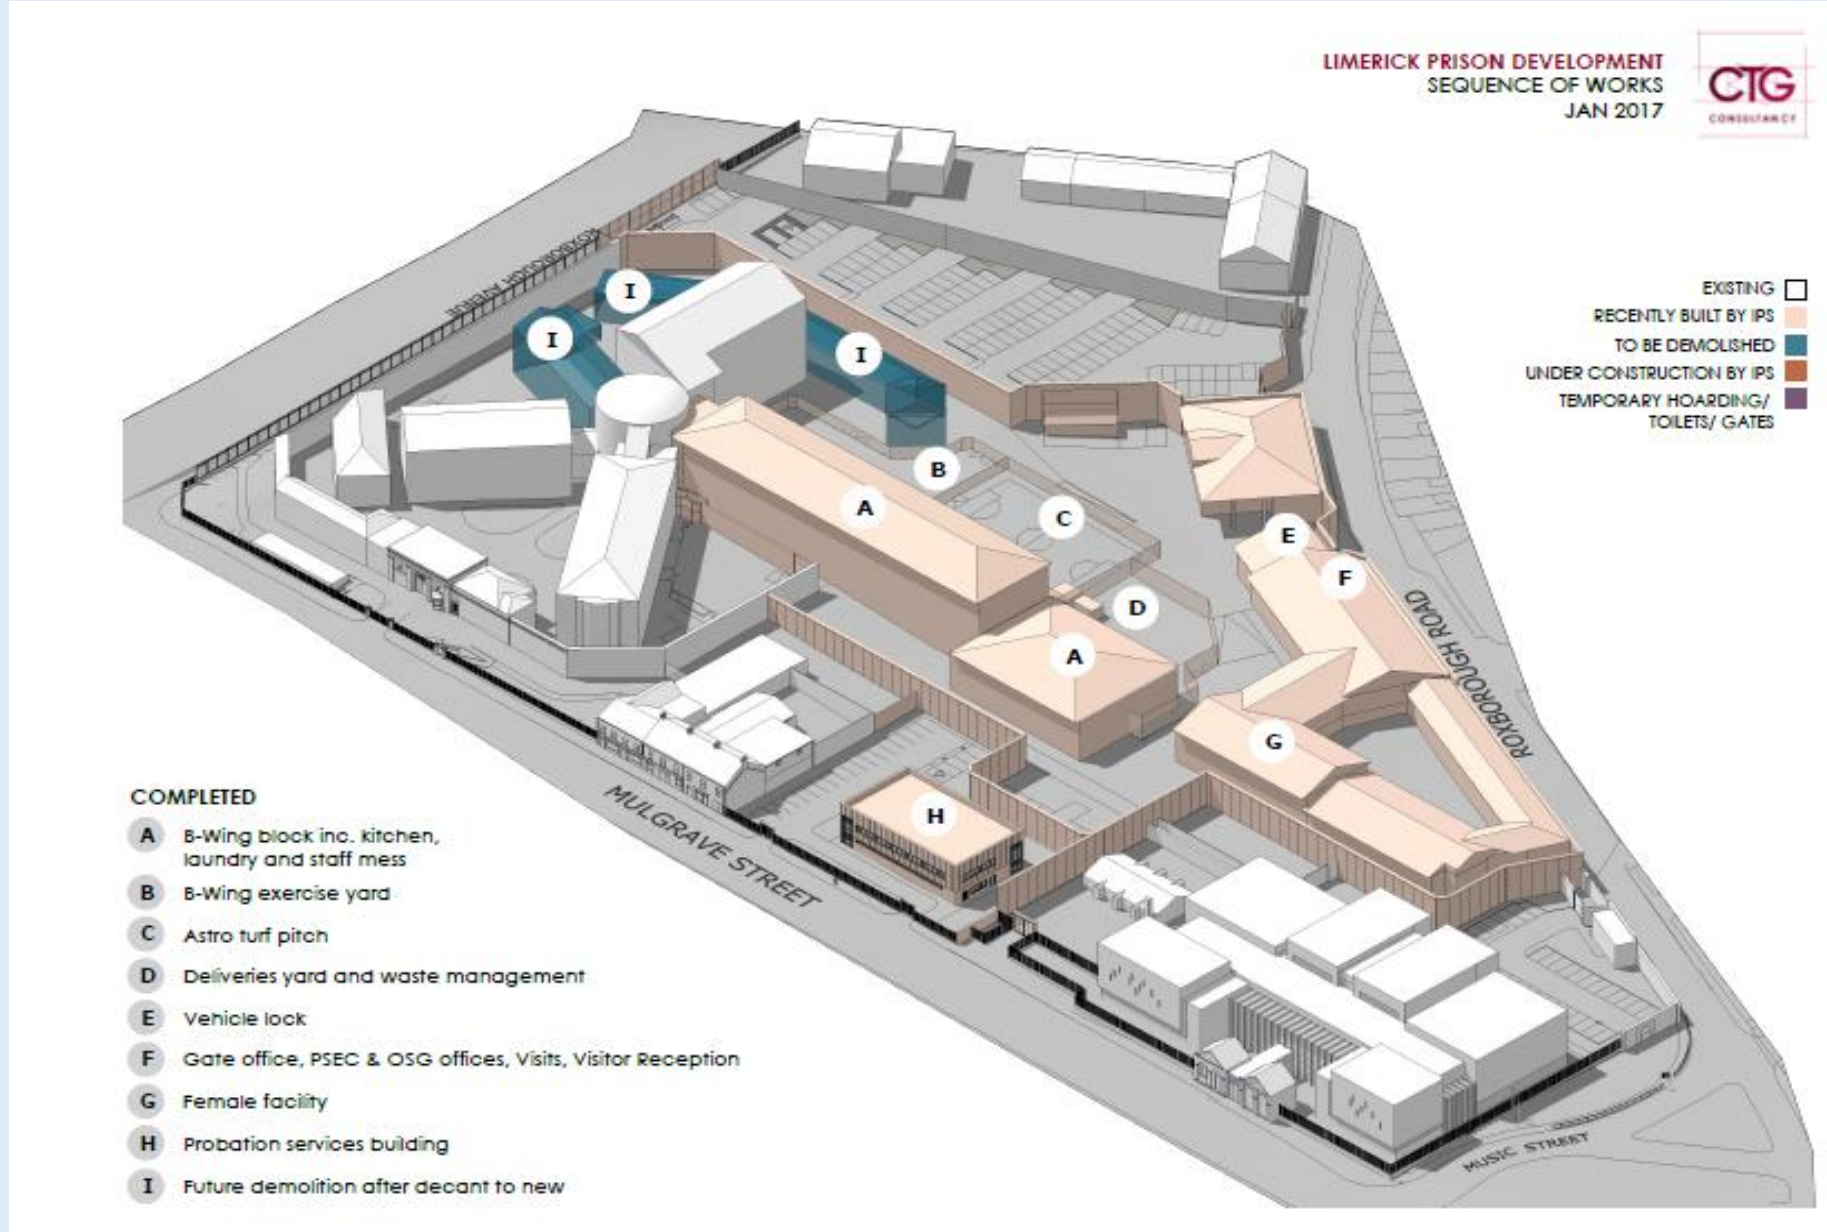 LIMERICK PRISON DEVELOPMENT
SEQUENCE OF WORKS
JAN 2017
CTG
CONSULTANCY
EXISTING
RECENTLY BUILT BY IPS
TO BE DEMOLISHED
UNDER CONSTRUCTION BY IPS
TEMPORARY HOARDING/
TOILETS/ GATES
ROXBOROUGH AVENUE
I
I
I
B
A
C
E
F
D
A
G
H
ROXBOROUGH ROAD
MULGRAVE STREET
MUSIC STREET
COMPLETED
A B-Wing block inc. kitchen,
laundry and staff mess
B B-Wing exercise yard
C Astro turf pitch
D Deliveries yard and waste management
E Vehicle lock
F Gate office, PSEC & OSG offices, Visits, Visitor Reception
G Female facility
H Probation services building
I Future demolition after decant to new